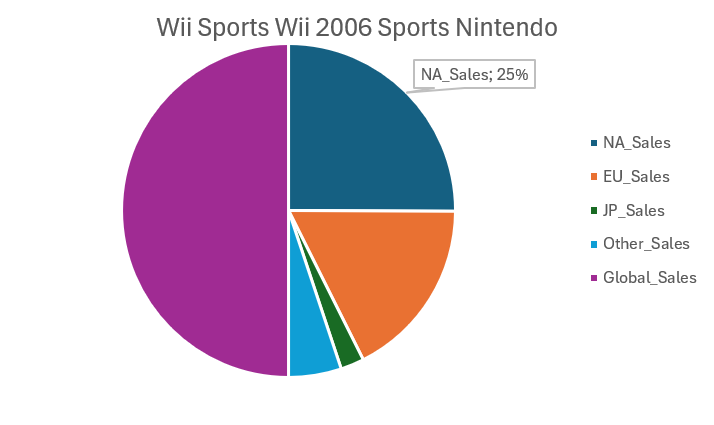 Wii Sports Wii 2006 Sports Nintendo
NA_Sales; 25%
NA_Sales
EU_Sales
JP_Sales
Other_Sales
Global_Sales